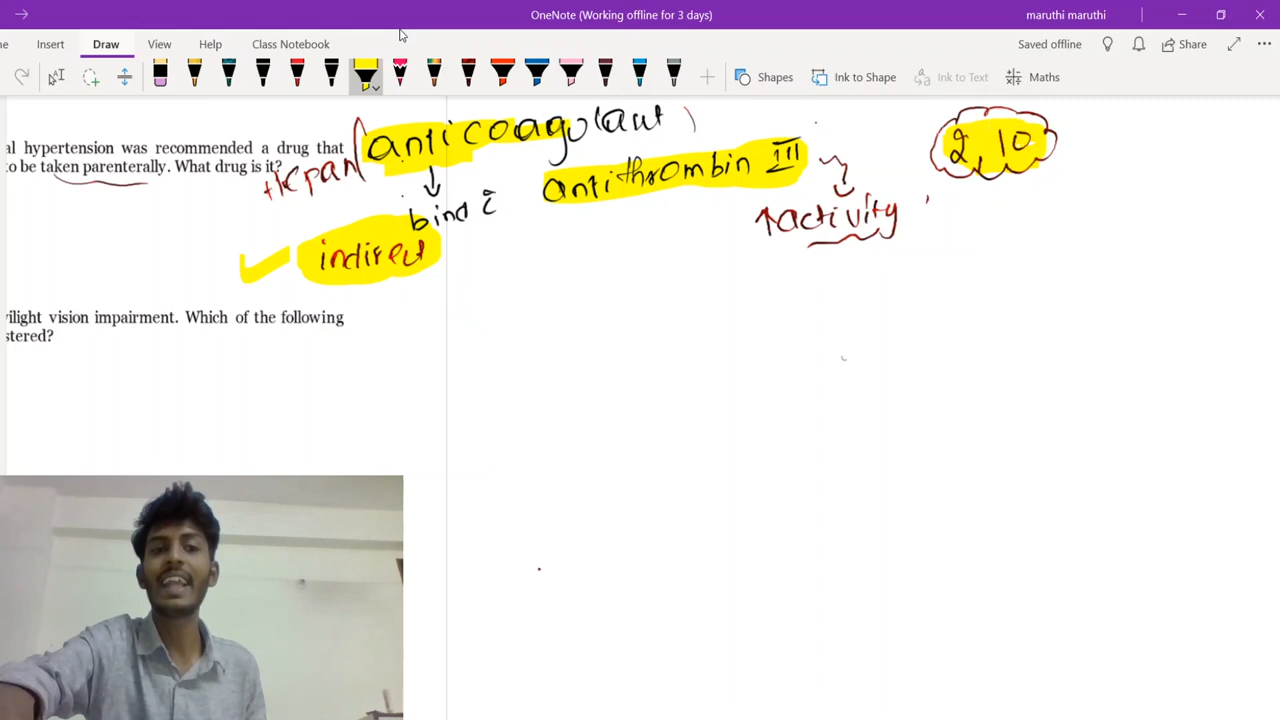 OneNote (Working offline for 3 days)
maruthi maruthi
Insert Draw View Help Class Notebook
Saved offline Share
Shapes Ink to Shape Ink to Text Maths
al hypertension was recommended a drug that
to be taken parenterally. What drug is it?
(anticoagulant)
antithrombin III
2, 10
↑activity
bind c̄
indirect
vilight vision impairment. Which of the following
stered?